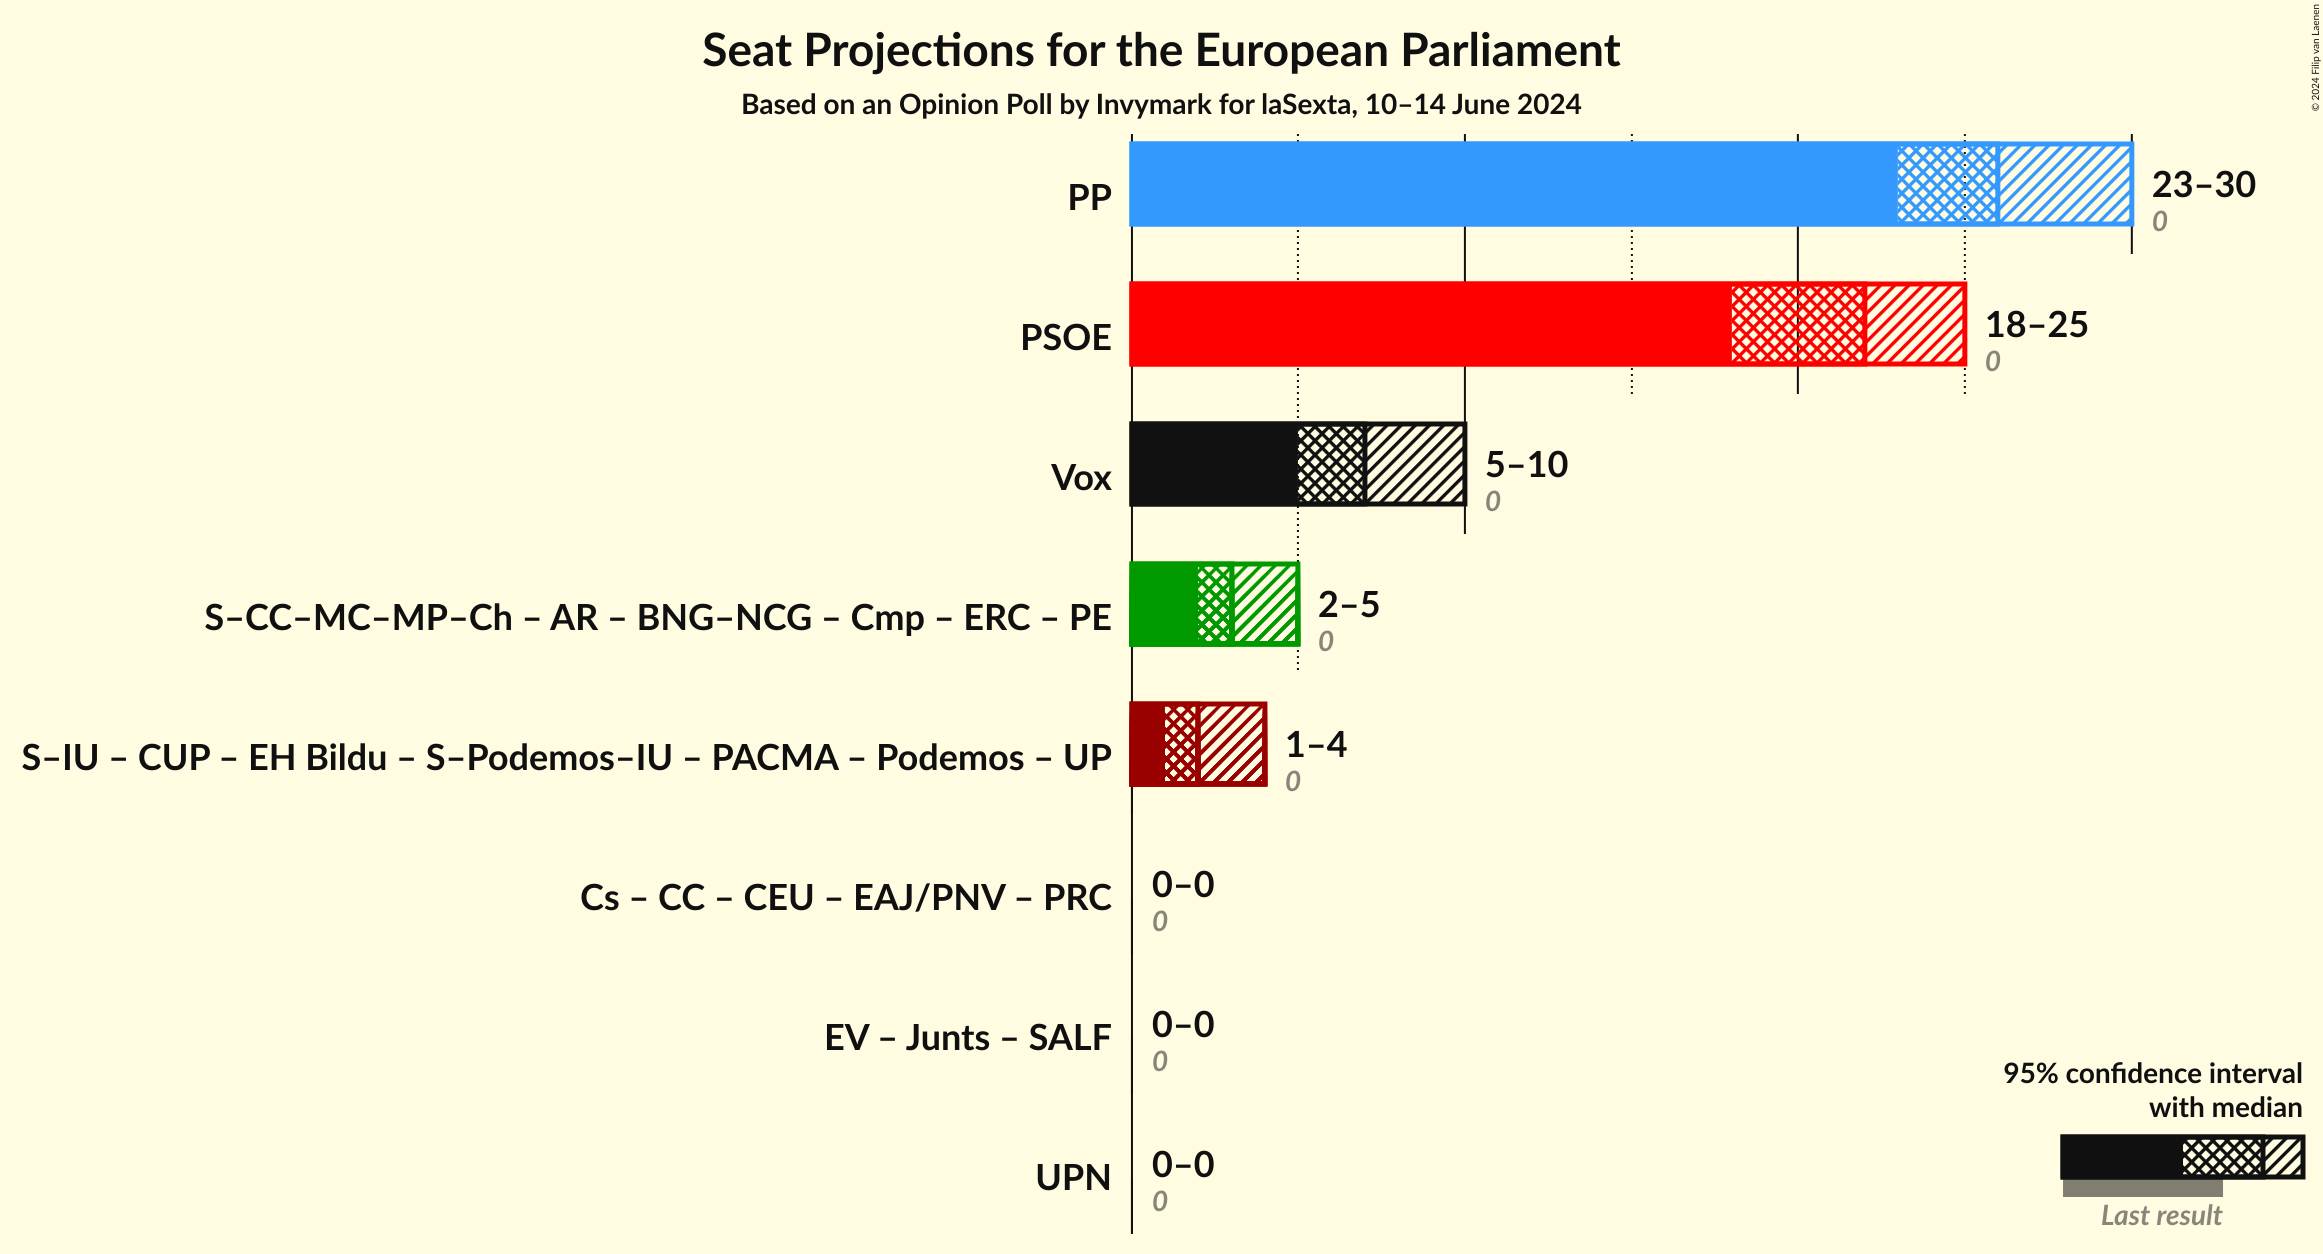 Seat Projections for the European Parliament
Based on an Opinion Poll by Invymark for laSexta, 10–14 June 2024
© 2024 Filip van Laenen
PP
23–30
0
PSOE
18–25
0
Vox
5–10
0
S–CC–MC–MP–Ch – AR – BNG–NCG – Cmp – ERC – PE
2–5
0
S–IU – CUP – EH Bildu – S–Podemos–IU – PACMA – Podemos – UP
1–4
0
Cs – CC – CEU – EAJ/PNV – PRC
0–0
0
EV – Junts – SALF
0–0
0
UPN
0–0
0
95% confidence interval
with median
Last result